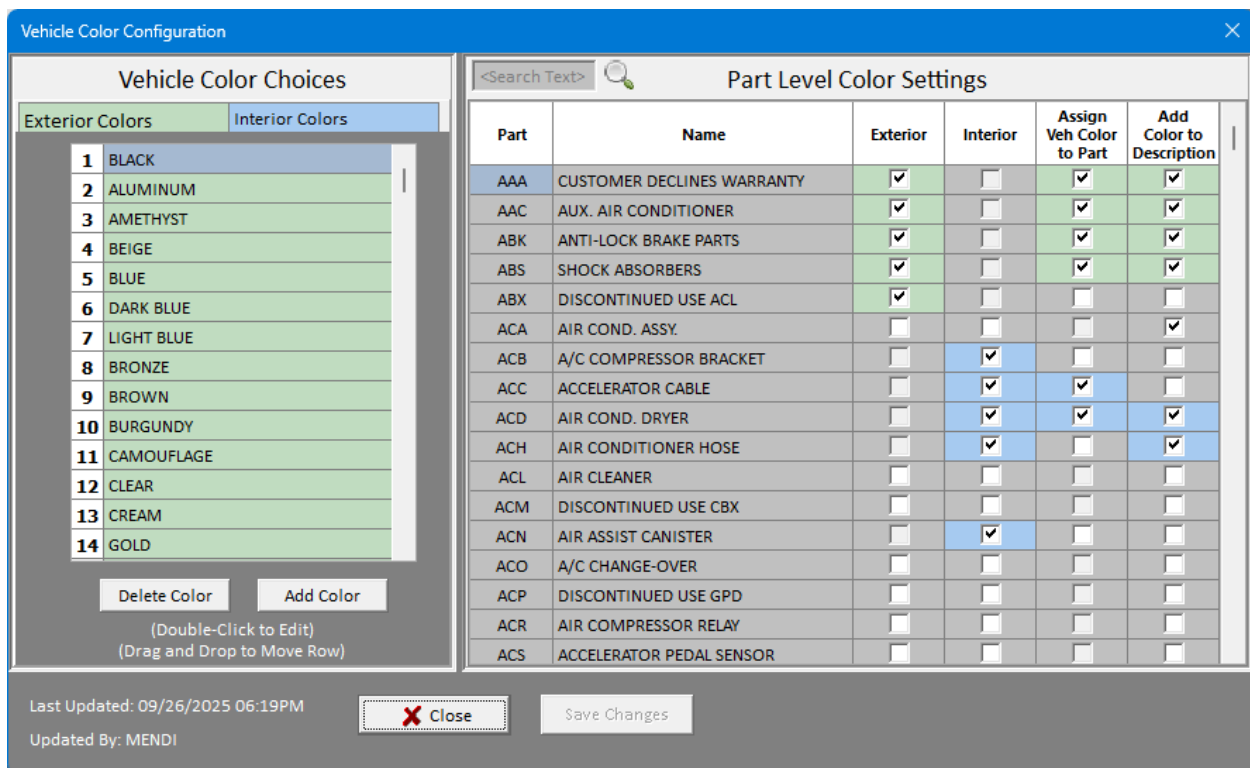 Vehicle Color Configuration
Vehicle Color Choices
Exterior Colors
Interior Colors
1 BLACK
2 ALUMINUM
3 AMETHYST
4 BEIGE
5 BLUE
6 DARK BLUE
7 LIGHT BLUE
8 BRONZE
9 BROWN
10 BURGUNDY
11 CAMOUFLAGE
12 CLEAR
13 CREAM
14 GOLD
Delete Color
Add Color
(Double-Click to Edit)
(Drag and Drop to Move Row)
<Search Text>
Part Level Color Settings
Part Name Exterior Interior Assign Veh Color to Part Add Color to Description
AAA CUSTOMER DECLINES WARRANTY
AAC AUX. AIR CONDITIONER
ABK ANTI-LOCK BRAKE PARTS
ABS SHOCK ABSORBERS
ABX DISCONTINUED USE ACL
ACA AIR COND. ASSY.
ACB A/C COMPRESSOR BRACKET
ACC ACCELERATOR CABLE
ACD AIR COND. DRYER
ACH AIR CONDITIONER HOSE
ACL AIR CLEANER
ACM DISCONTINUED USE CBX
ACN AIR ASSIST CANISTER
ACO A/C CHANGE-OVER
ACP DISCONTINUED USE GPD
ACR AIR COMPRESSOR RELAY
ACS ACCELERATOR PEDAL SENSOR
Last Updated: 09/26/2025 06:19PM
Updated By: MENDI
Close
Save Changes